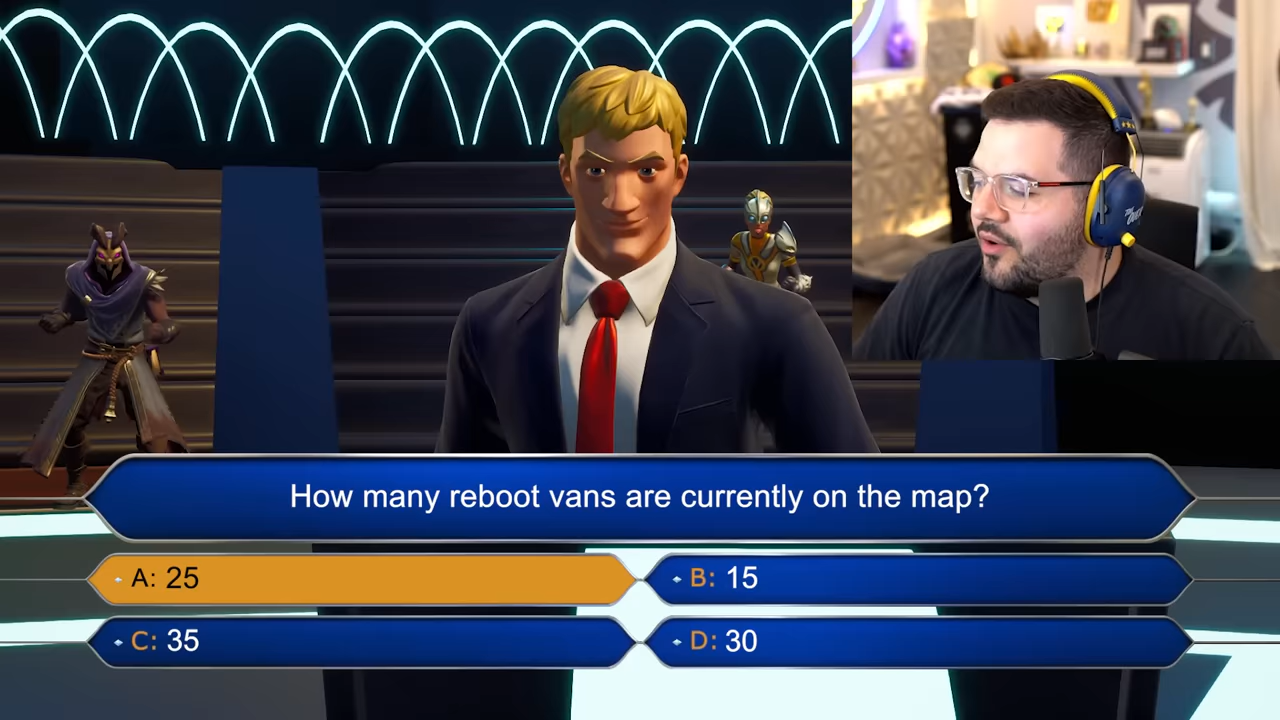 How many reboot vans are currently on the map?
A: 25
B: 15
C: 35
D: 30